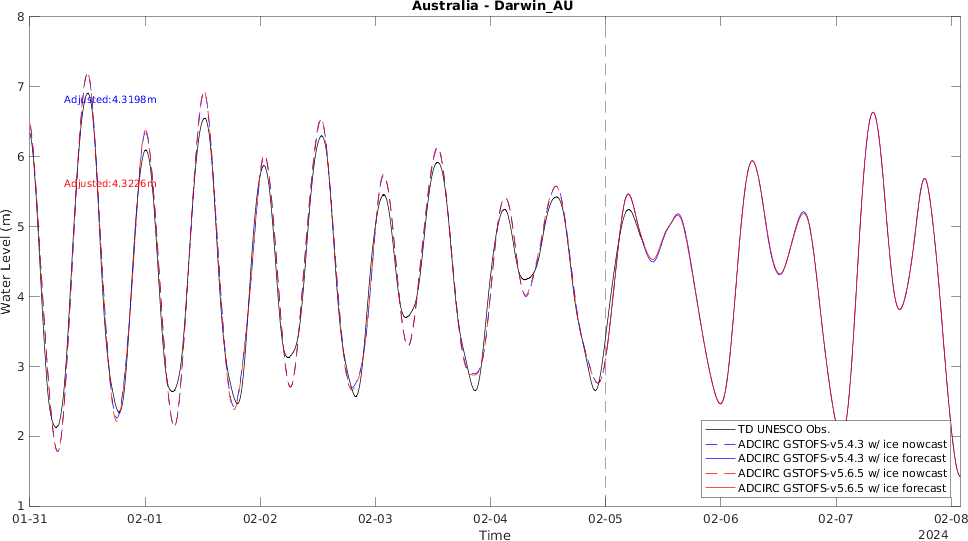 Australia - Darwin_AU
8
7
6
5
4
3
2
1
Water Level (m)
Adjusted:4.3198m
Adjusted:4.3226m
TD UNESCO Obs.
ADCIRC GSTOFS-v5.4.3 w/ ice nowcast
ADCIRC GSTOFS-v5.4.3 w/ ice forecast
ADCIRC GSTOFS-v5.6.5 w/ ice nowcast
ADCIRC GSTOFS-v5.6.5 w/ ice forecast
01-31 02-01 02-02 02-03 02-04 02-05 02-06 02-07 02-08
Time
2024